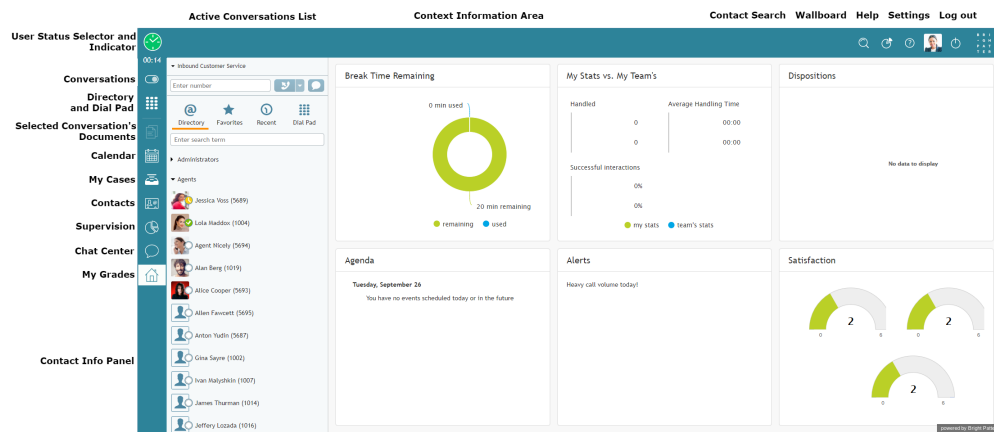 Active Conversations List
Context Information Area
Contact Search Wallboard Help Settings Log out
User Status Selector and
Indicator
BRI
-GH
PAT
TER
00:14
Conversations
Directory
and Dial Pad
Selected Conversation's
Documents
Calendar
My Cases
Contacts
Supervision
Chat Center
My Grades
Contact Info Panel
Inbound Customer Service
Enter number
Directory Favorites Recent Dial Pad
Enter search term
Administrators
Agents
Jessica Voss (5689)
Lola Maddox (1004)
Agent Nicely (5694)
Alan Berg (1019)
Alice Cooper (5693)
Allen Fawcett (5695)
Anton Yudin (5687)
Gina Sayre (1002)
Ivan Malyshkin (1007)
James Thurman (1014)
Jeffery Lozada (1016)
Break Time Remaining
0 min used
20 min remaining
remaining used
My Stats vs. My Team's
Handled Average Handling Time
0 00:00
0 00:00
Successful interactions
0%
0%
my stats team's stats
Dispositions
No data to display
Agenda
Tuesday, September 26
You have no events scheduled today or in the future
Alerts
Heavy call volume today!
Satisfaction
2 2
0 6 0 6
2
0 6
powered by Bright Patte